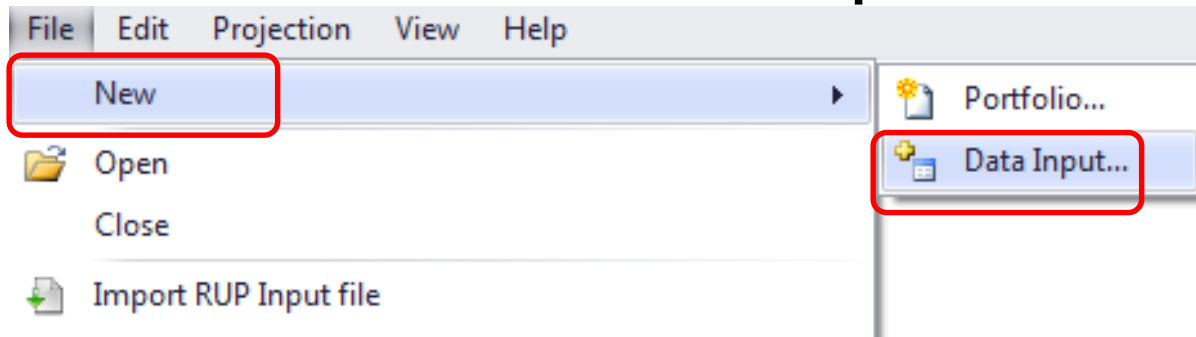 File Edit Projection View Help
New
Portfolio...
Open
Data Input...
Close
Import RUP Input file